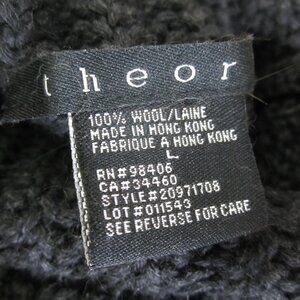 theor
100% WOOL/LAINE
MADE IN HONG KONG
FABRIQUE A HONG KONG
L
RN#98406
CA#34460
STYLE#20971708
LOT#011543
SEE REVERSE FOR CARE